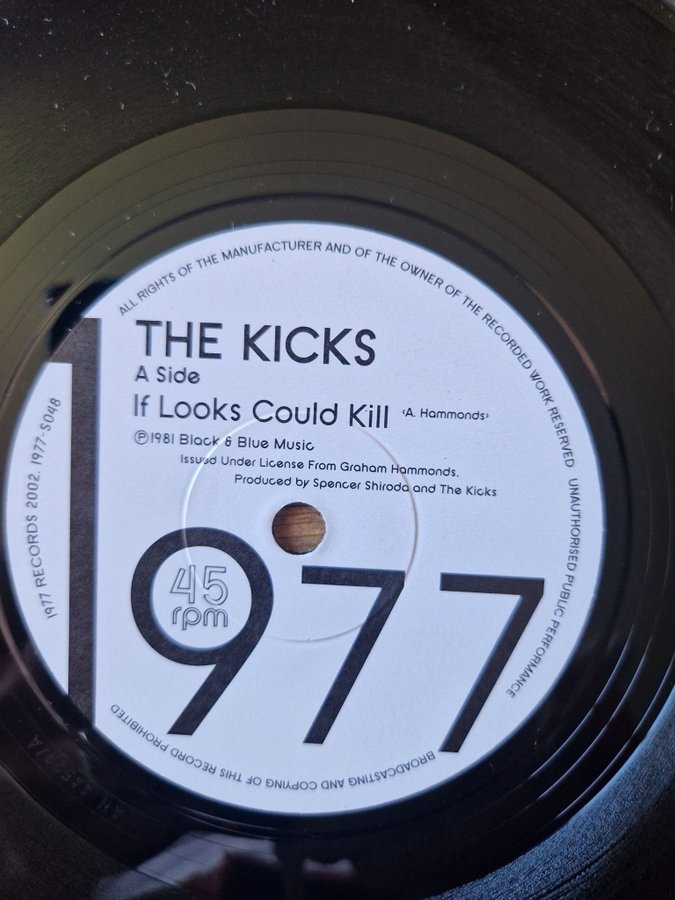 ALL RIGHTS OF THE MANUFACTURER AND OF THE OWNER OF THE RECORDED WORK RESERVED
UNAUTHORISED PUBLIC PERFORMANCE
BROADCASTING AND COPYING OF THIS RECORD PROHIBITED
THE KICKS
A Side
If Looks Could Kill ‹A. Hammonds›
℗1981 Black & Blue Music
Issued Under License From Graham Hammonds.
Produced by Spencer Shiroda and The Kicks
1977 RECORDS 2002. 1977-S048
1977
45
rpm